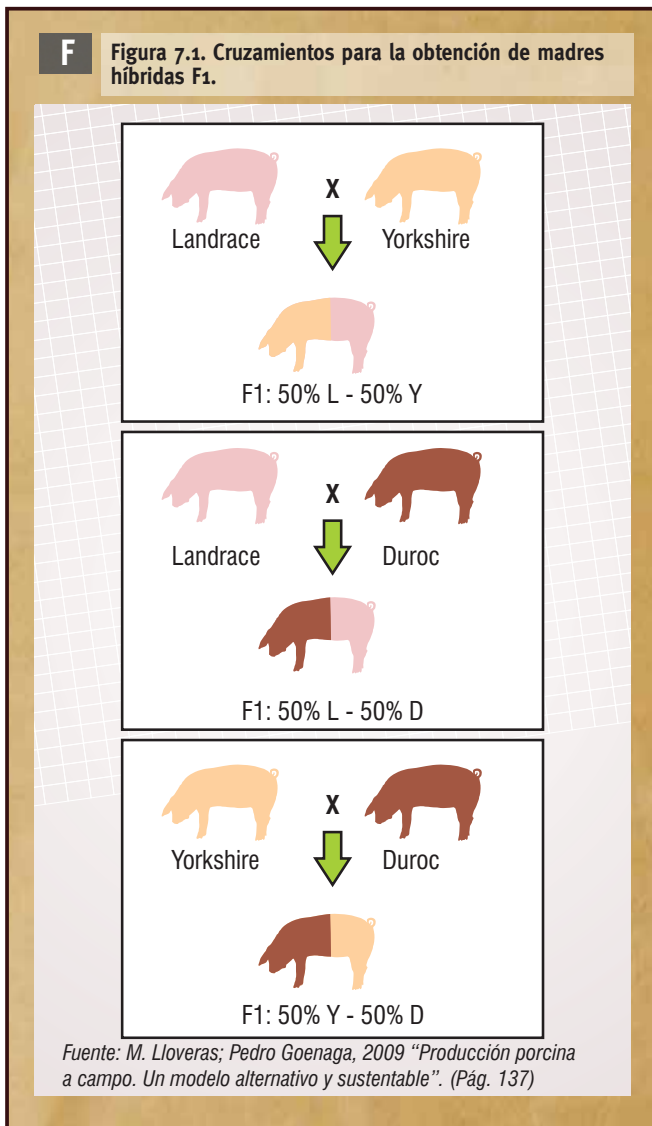 F
Figura 7.1. Cruzamientos para la obtención de madres
híbridas F1.
X
Landrace Yorkshire
F1: 50% L - 50% Y
X
Landrace Duroc
F1: 50% L - 50% D
X
Yorkshire Duroc
F1: 50% Y - 50% D
Fuente: M. Lloveras; Pedro Goenaga, 2009 “Producción porcina
a campo. Un modelo alternativo y sustentable”. (Pág. 137)